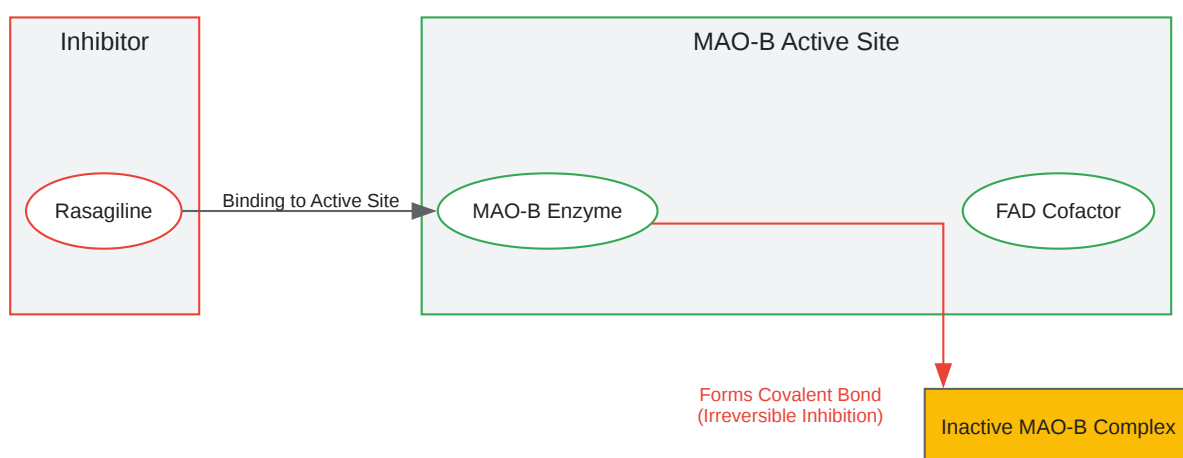 Inhibitor
MAO-B Active Site
Rasagiline
Binding to Active Site
MAO-B Enzyme
FAD Cofactor
Forms Covalent Bond
(Irreversible Inhibition)
Inactive MAO-B Complex